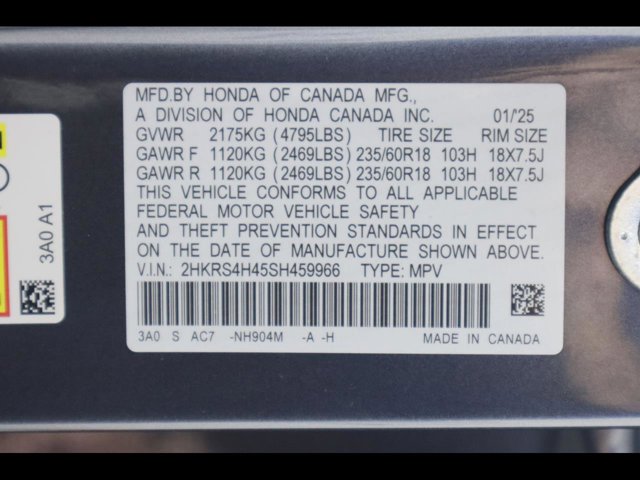 MFD.BY HONDA OF CANADA MFG.,
A DIVISION OF HONDA CANADA INC. 01/'25
GVWR 2175KG (4795LBS) TIRE SIZE RIM SIZE
GAWR F 1120KG (2469LBS) 235/60R18 103H 18X7.5J
GAWR R 1120KG (2469LBS) 235/60R18 103H 18X7.5J
THIS VEHICLE CONFORMS TO ALL APPLICABLE
FEDERAL MOTOR VEHICLE SAFETY
AND THEFT PREVENTION STANDARDS IN EFFECT
ON THE DATE OF MANUFACTURE SHOWN ABOVE.
V.I.N.: 2HKRS4H45SH459966 TYPE: MPV
3A0 S AC7 -NH904M -A -H MADE IN CANADA
3A0 A1